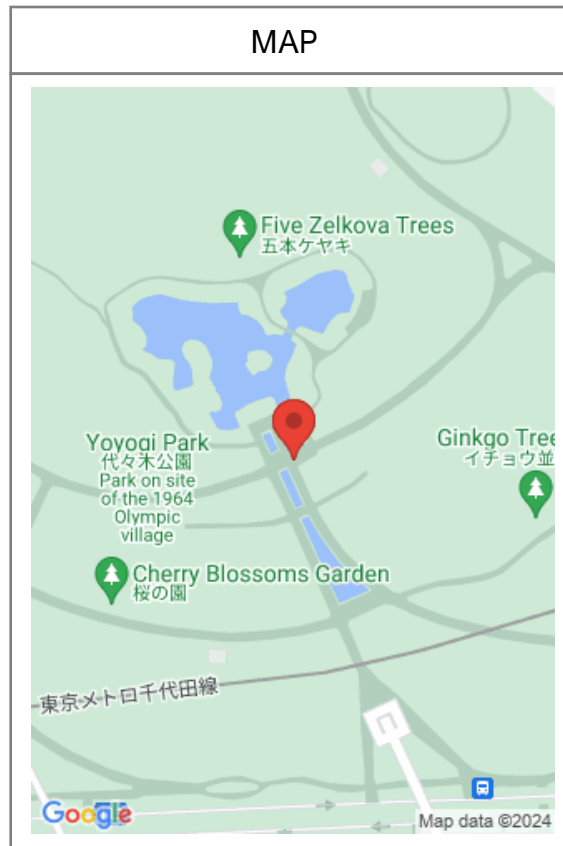 MAP
Five Zelkova Trees
五本ケヤキ
Yoyogi Park
代々木公園
Park on site
of the 1964
Olympic
village
Ginkgo Tree
イチョウ並
Cherry Blossoms Garden
桜の園
東京メトロ千代田線
Google
Map data ©2024